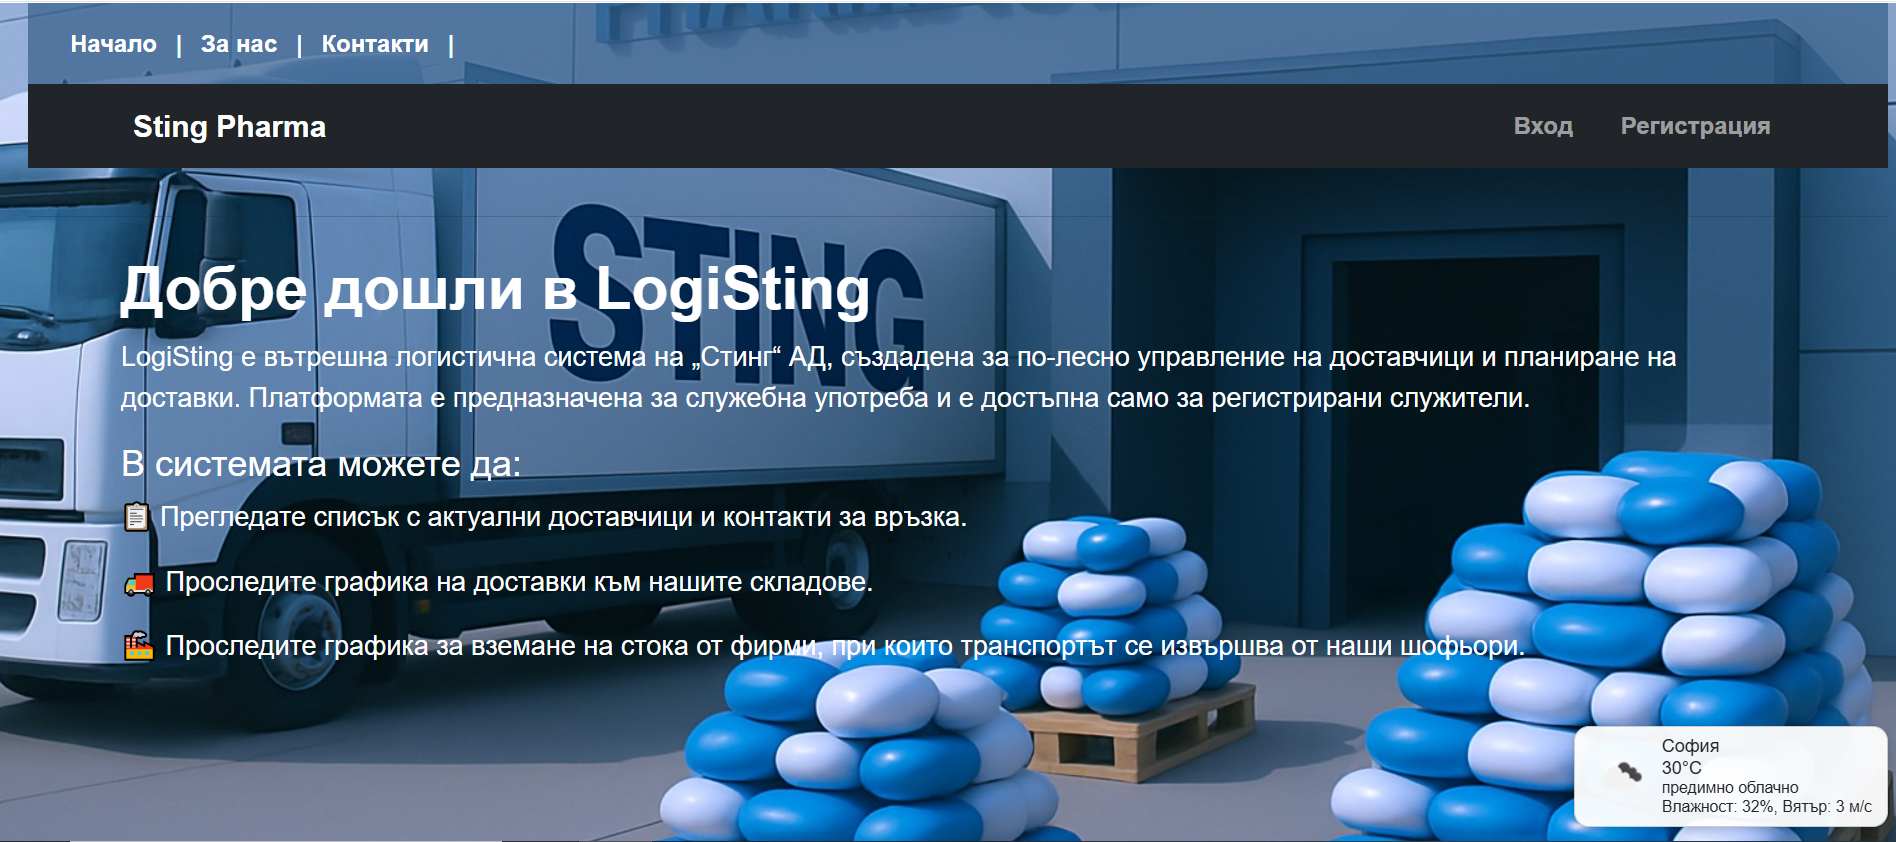 Начало | За нас | Контакти |
Sting Pharma
Вход Регистрация
STING
Добре дошли в LogiSting
LogiSting е вътрешна логистична система на „Стинг“ АД, създадена за по-лесно управление на доставчици и планиране на
доставки. Платформата е предназначена за служебна употреба и е достъпна само за регистрирани служители.
В системата можете да:
Прегледате списък с актуални доставчици и контакти за връзка.
Проследите графика на доставки към нашите складове.
Проследите графика за вземане на стока от фирми, при които транспортът се извършва от наши шофьори.
София
30°C
предимно облачно
Влажност: 32%, Вятър: 3 м/с